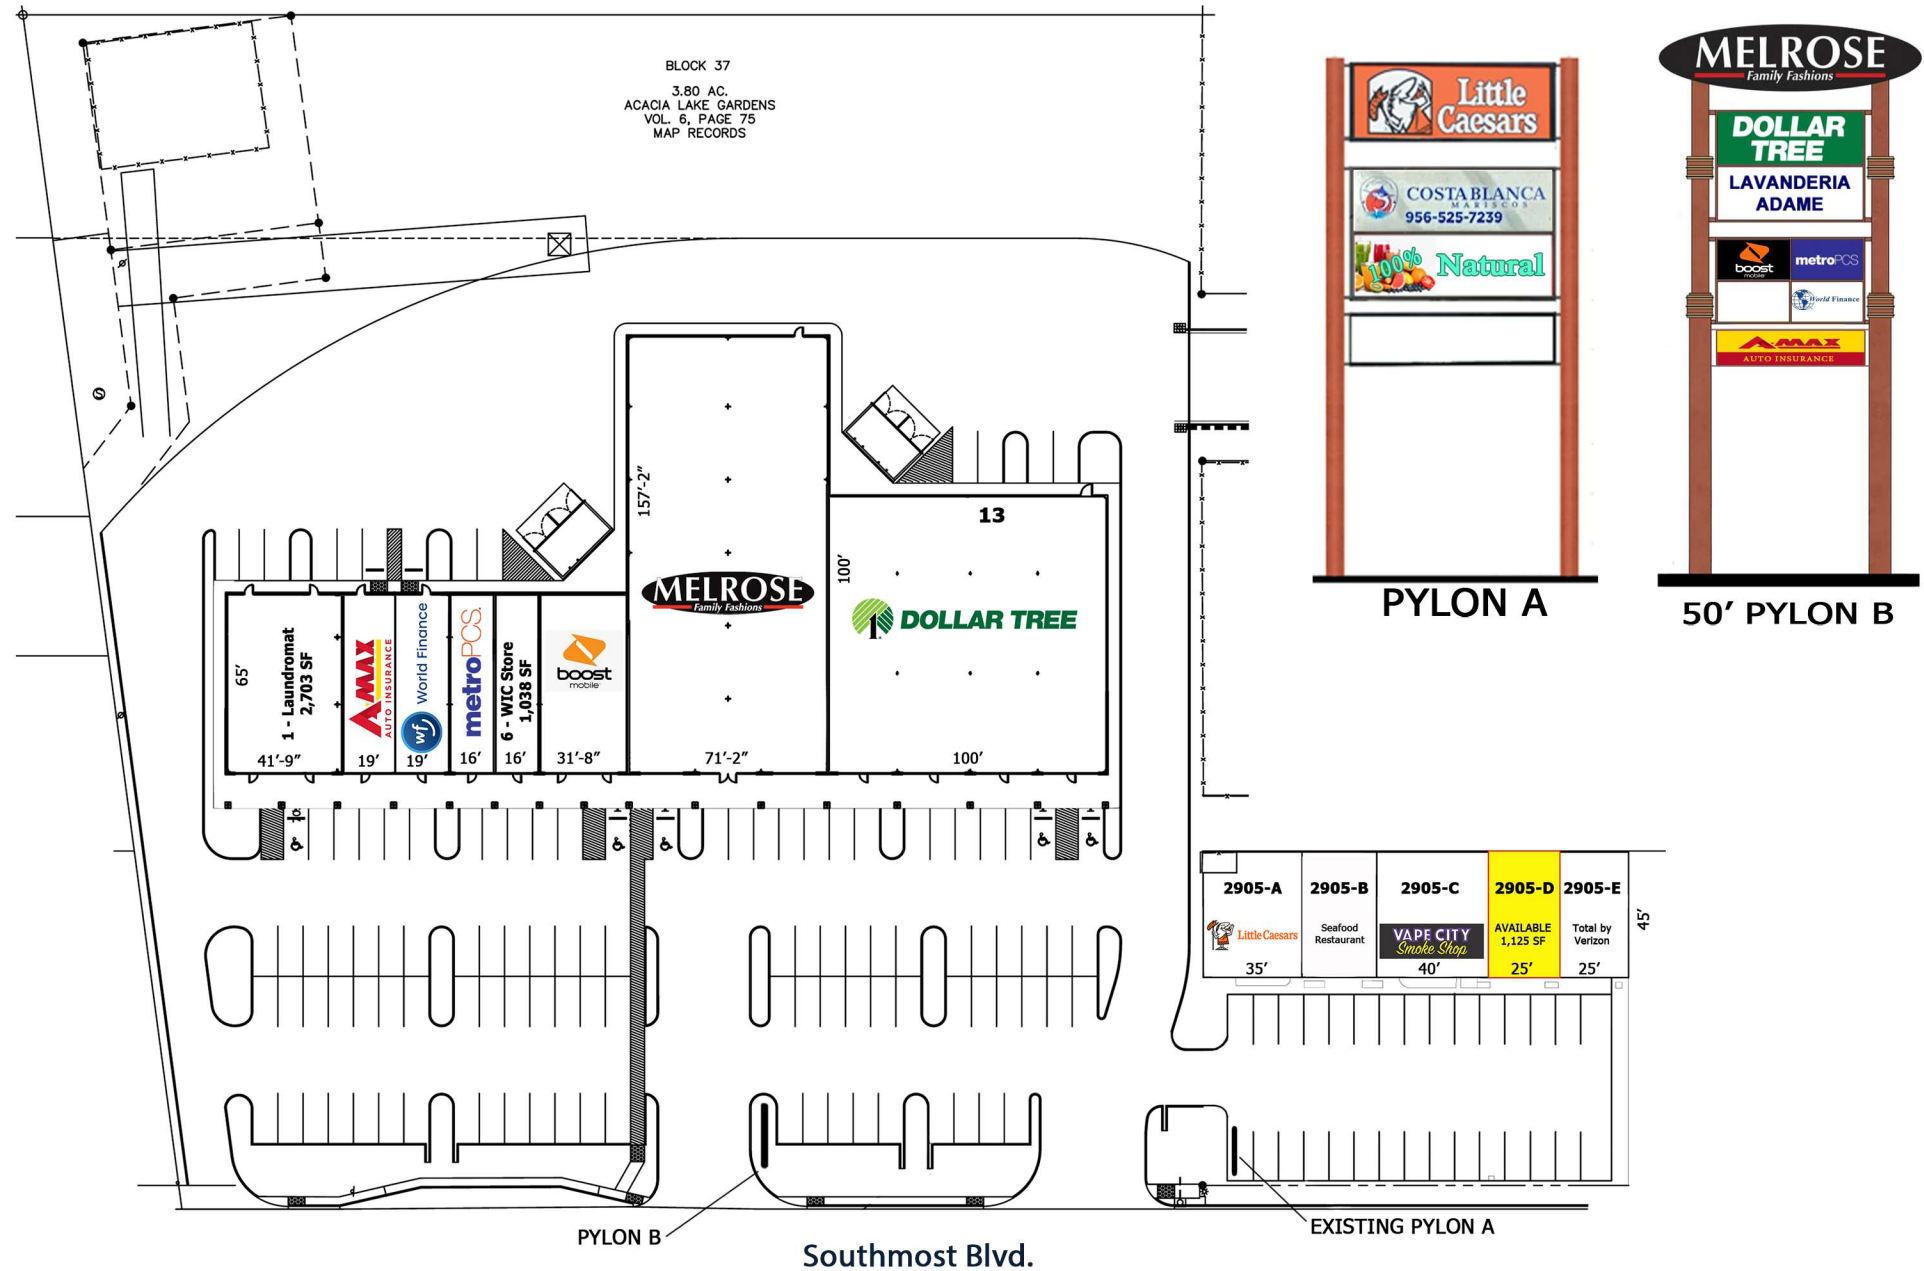 BLOCK 37
3.80 AC.
ACACIA LAKE GARDENS
VOL. 6, PAGE 75
MAP RECORDS
Little
Caesars
COSTABLANCA
MARISCOS
956-525-7239
100% Natural
PYLON A
MELROSE
Family Fashions
DOLLAR
TREE
LAVANDERIA
ADAME
boost
mobile
metroPCS
World Finance
A-MAX
AUTO INSURANCE
50' PYLON B
S
65'
1 - Laundromat
2,703 SF
41'-9"
A-MAX
AUTO INSURANCE
19'
wf World Finance
19'
metroPCS.
16'
6 - WIC Store
1,038 SF
16'
boost
mobile
31'-8"
157'-2"
MELROSE
Family Fashions
71'-2"
13
100'
1 DOLLAR TREE
100'
2905-A
Little Caesars
35'
2905-B
Seafood
Restaurant
2905-C
VAPE CITY
Smoke Shop
40'
2905-D
AVAILABLE
1,125 SF
25'
2905-E
Total by
Verizon
25'
45'
PYLON B
EXISTING PYLON A
Southmost Blvd.